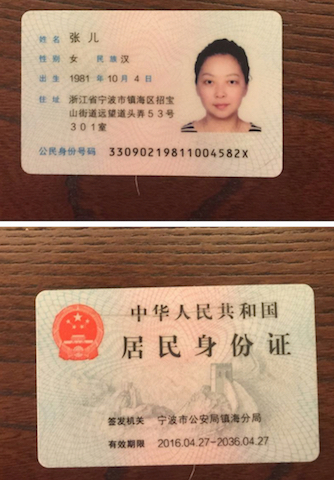 姓名 张儿
性别 女 民族 汉
出生 1981 年 10 月 4 日
住址 浙江省宁波市镇海区招宝
山街道远望道头弄53号
301室
公民身份号码 33090219811004582X
中华人民共和国
居民身份证
签发机关 宁波市公安局镇海分局
有效期限 2016.04.27-2036.04.27